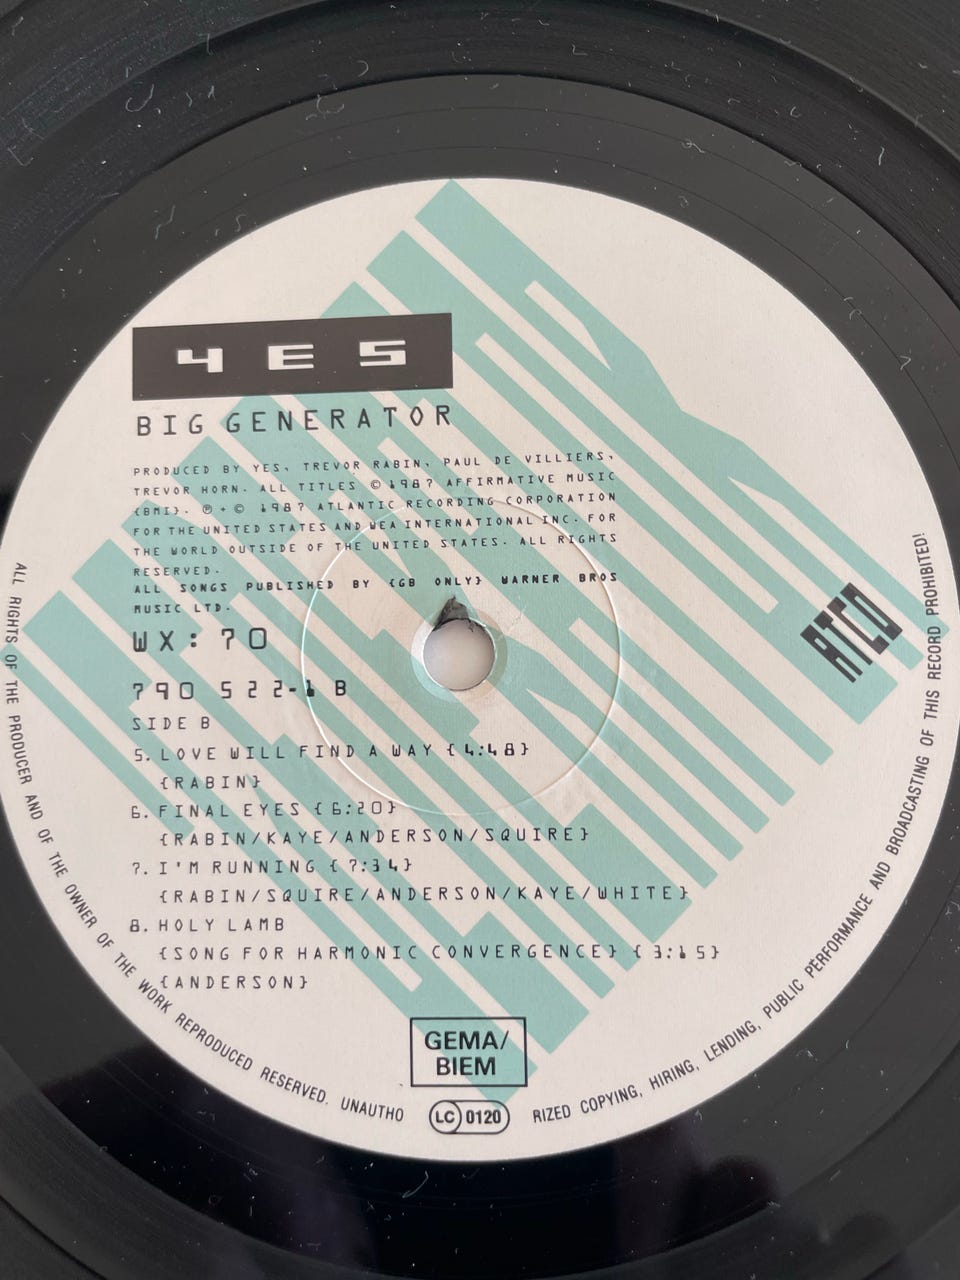 YES
BIG GENERATOR
PRODUCED BY YES, TREVOR RABIN, PAUL DE VILLIERS,
TREVOR HORN. ALL TITLES © 1987 AFFIRMATIVE MUSIC
{BMI}. ℗ + © 1987 ATLANTIC RECORDING CORPORATION
FOR THE UNITED STATES AND WEA INTERNATIONAL INC. FOR
THE WORLD OUTSIDE OF THE UNITED STATES. ALL RIGHTS
RESERVED.
ALL SONGS PUBLISHED BY {GB ONLY} WARNER BROS
MUSIC LTD.
WX: 70
790 522-1 B
SIDE B
5. LOVE WILL FIND A WAY {4:48}
{RABIN}
6. FINAL EYES {6:20}
{RABIN/KAYE/ANDERSON/SQUIRE}
7. I'M RUNNING {7:34}
{RABIN/SQUIRE/ANDERSON/KAYE/WHITE}
8. HOLY LAMB
{SONG FOR HARMONIC CONVERGENCE} {3:15}
{ANDERSON}
ATCO
GEMA/
BIEM
LC 0120
ALL RIGHTS OF THE PRODUCER AND OF THE OWNER OF THE WORK REPRODUCED RESERVED. UNAUTHO
RIZED COPYING, HIRING, LENDING, PUBLIC PERFORMANCE AND BROADCASTING OF THIS RECORD PROHIBITED!